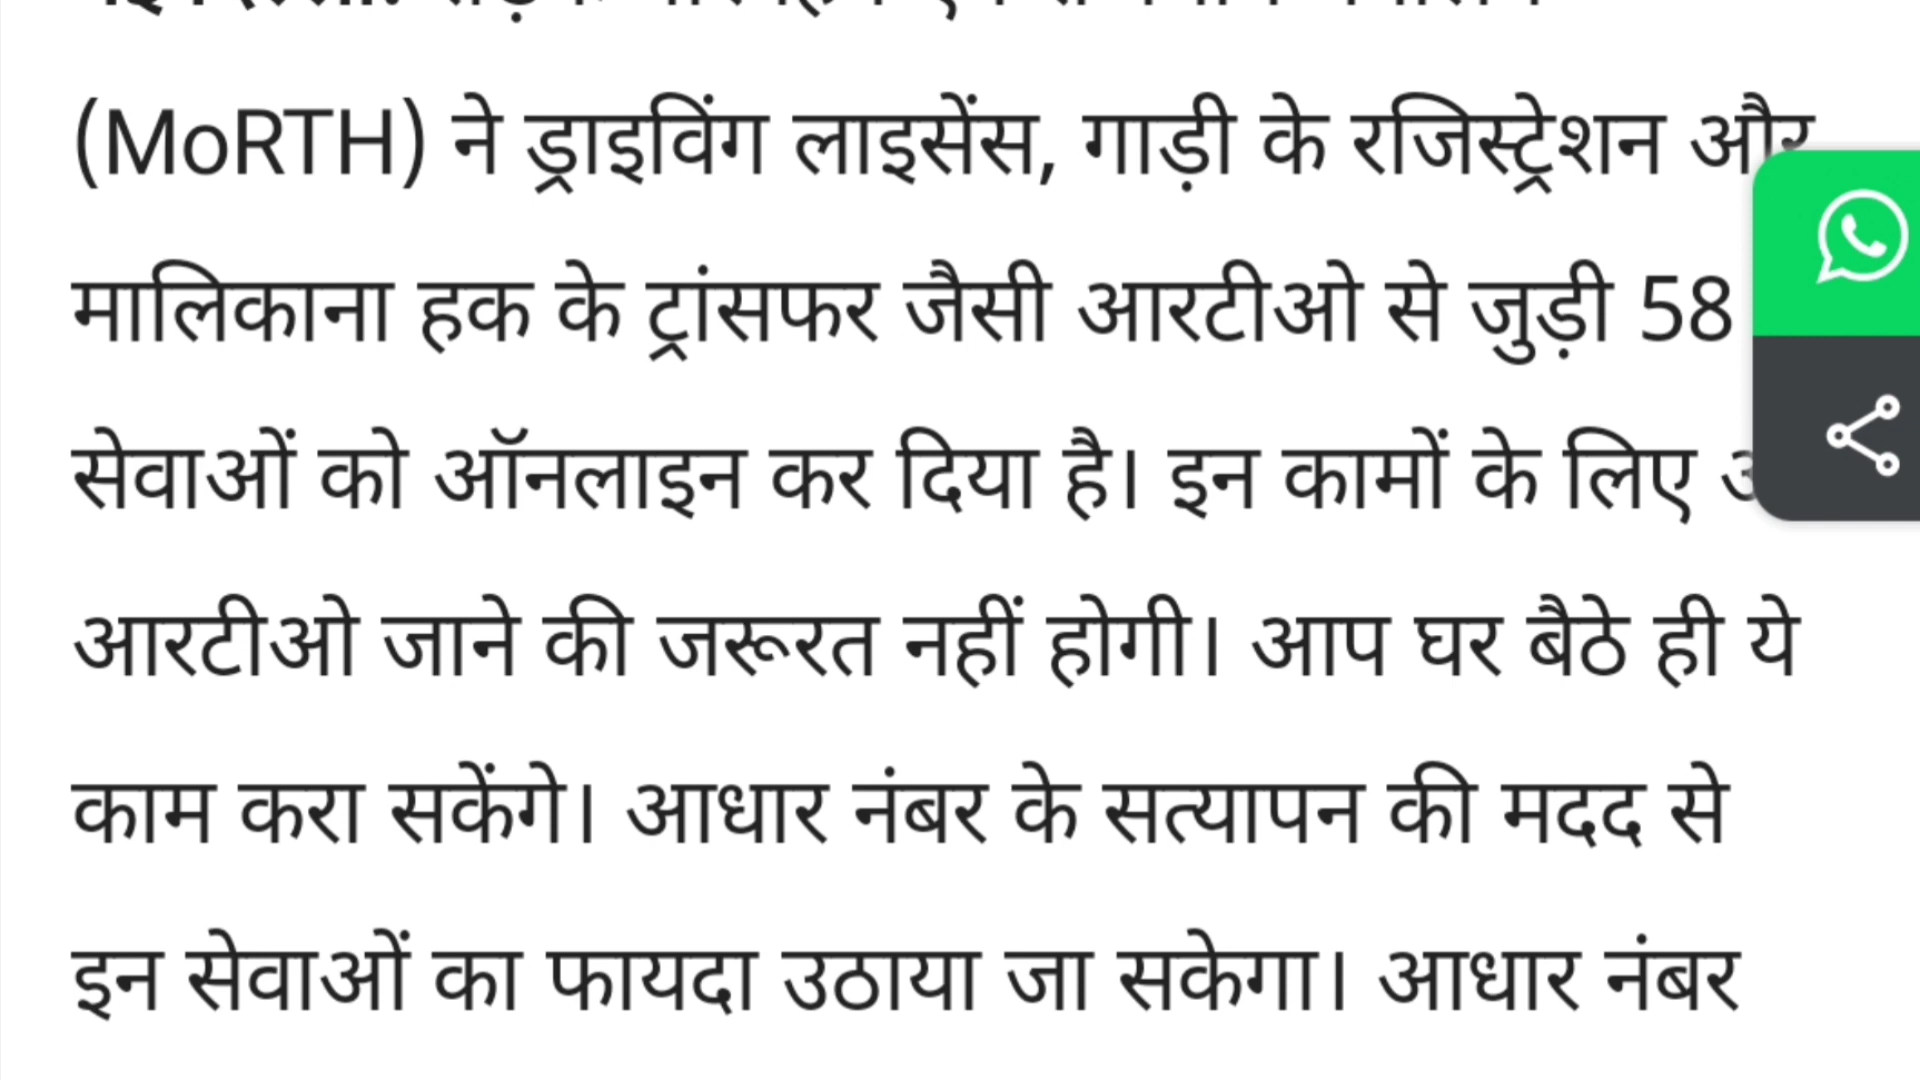 (MoRTH) ने ड्राइविंग लाइसेंस, गाड़ी के रजिस्ट्रेशन और
मालिकाना हक के ट्रांसफर जैसी आरटीओ से जुड़ी 58
सेवाओं को ऑनलाइन कर दिया है। इन कामों के लिए
आरटीओ जाने की जरूरत नहीं होगी। आप घर बैठे ही ये
काम करा सकेंगे। आधार नंबर के सत्यापन की मदद से
इन सेवाओं का फायदा उठाया जा सकेगा। आधार नंबर